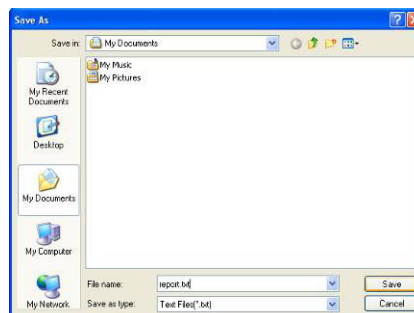 Save As
Save in:
My Documents
My Recent
Documents
Desktop
My Documents
My Computer
My Network
My Music
My Pictures
File name:
report.txt
Save
Save as type:
Text Files(*.txt)
Cancel